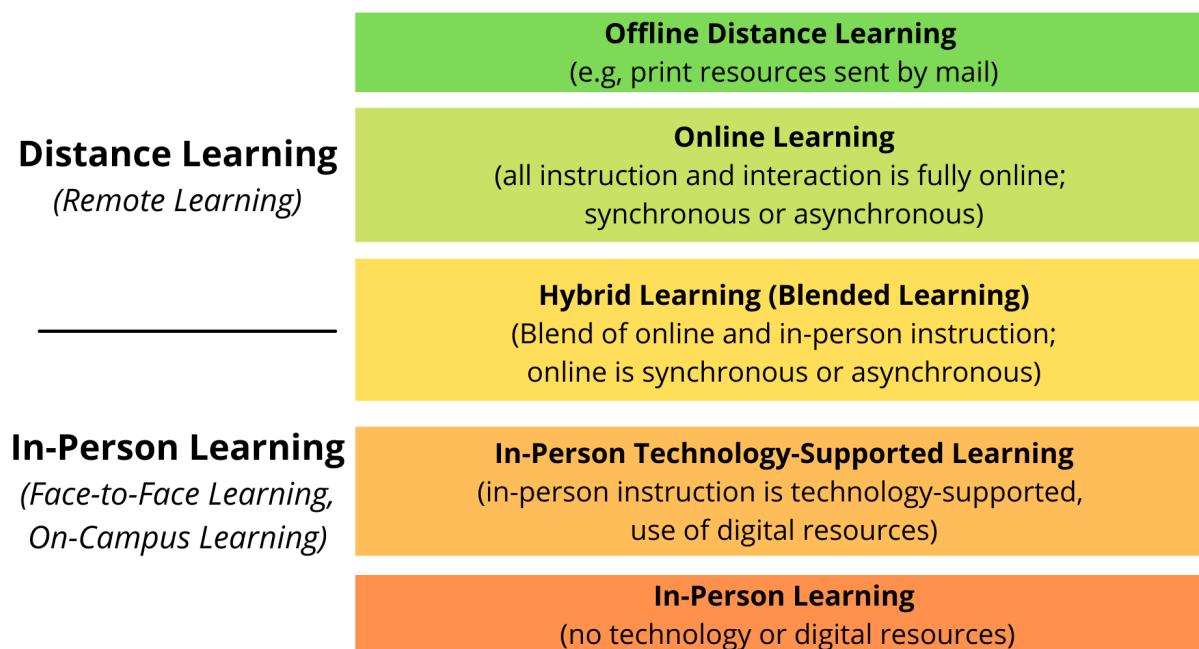 Offline Distance Learning
(e.g, print resources sent by mail)
Distance Learning
(Remote Learning)
Online Learning
(all instruction and interaction is fully online;
synchronous or asynchronous)
Hybrid Learning (Blended Learning)
(Blend of online and in-person instruction;
online is synchronous or asynchronous)
In-Person Learning
(Face-to-Face Learning,
On-Campus Learning)
In-Person Technology-Supported Learning
(in-person instruction is technology-supported,
use of digital resources)
In-Person Learning
(no technology or digital resources)